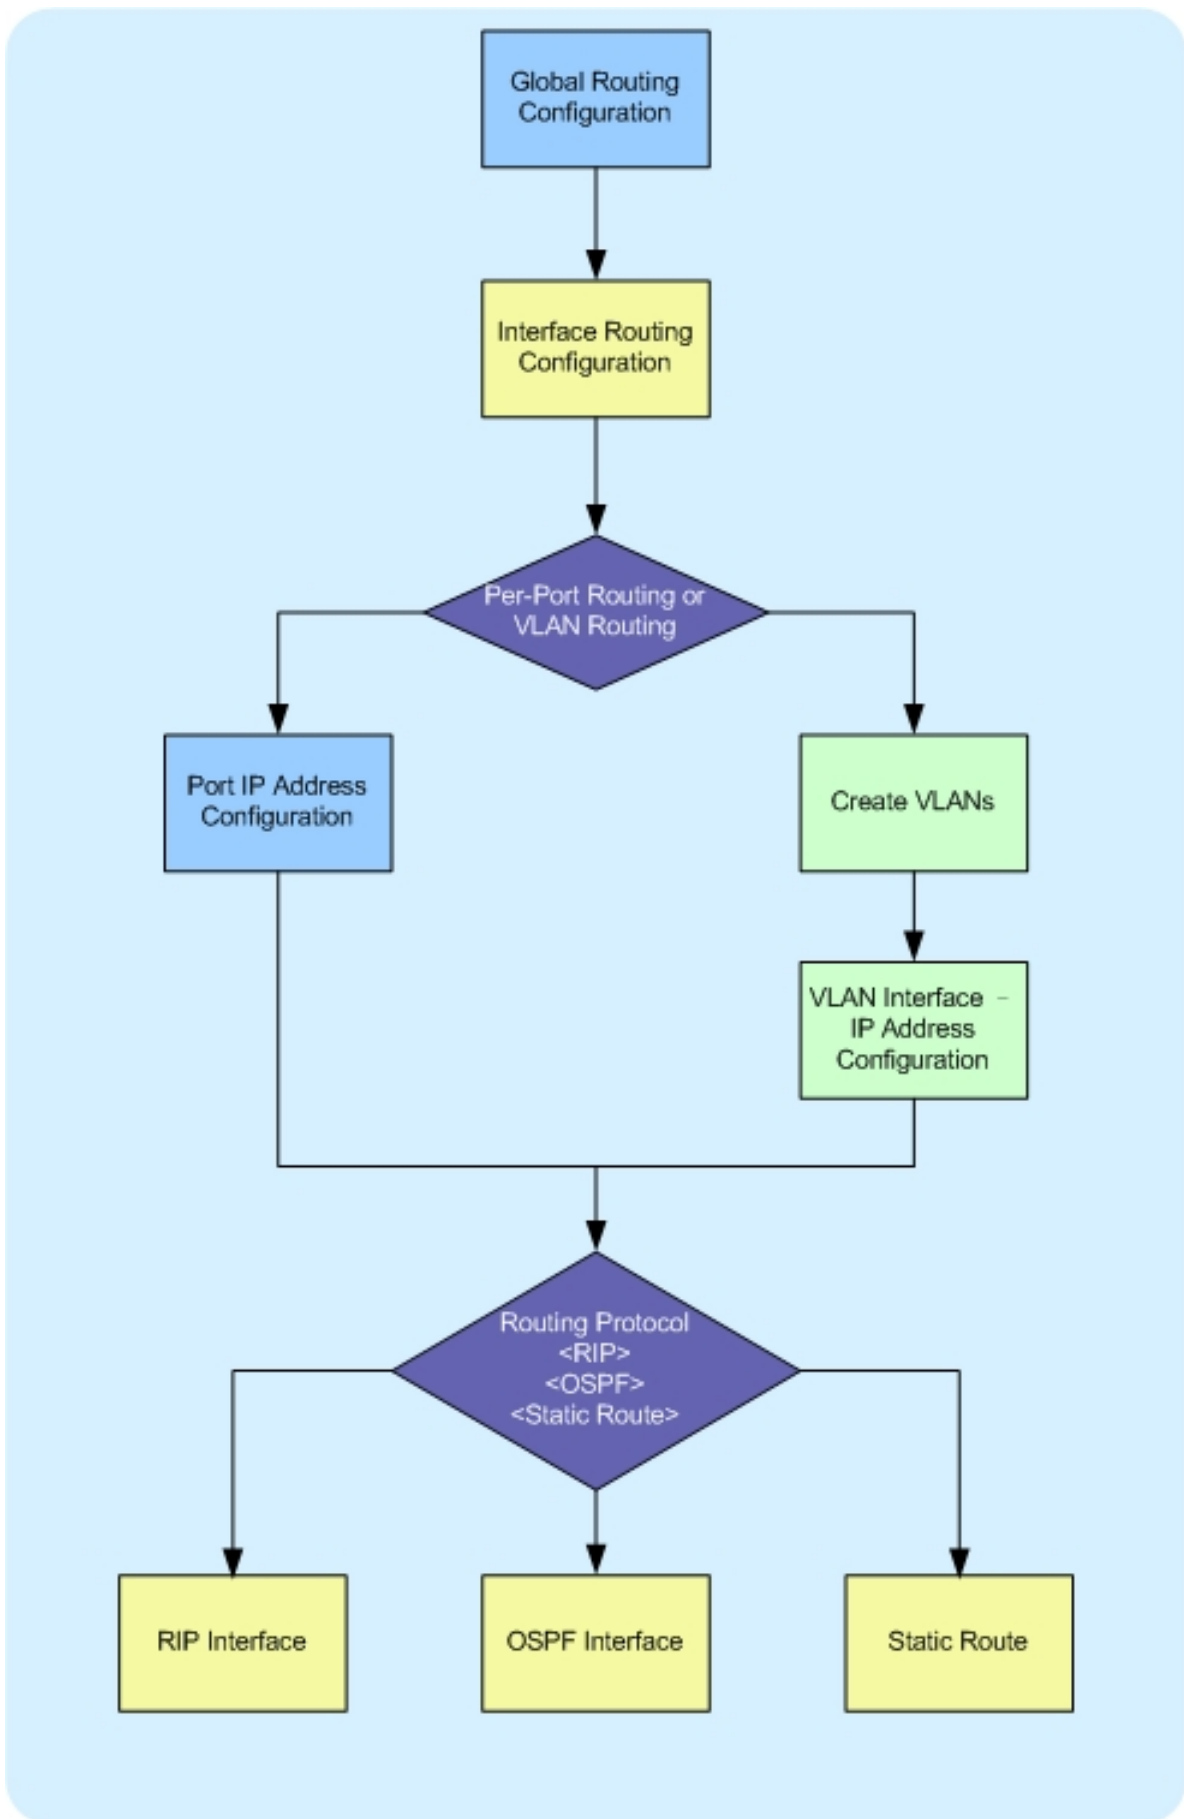 Global Routing
Configuration
Interface Routing
Configuration
Per-Port Routing or
VLAN Routing
Port IP Address
Configuration
Create VLANs
VLAN Interface –
IP Address
Configuration
Routing Protocol
<RIP>
<OSPF>
<Static Route>
RIP Interface
OSPF Interface
Static Route